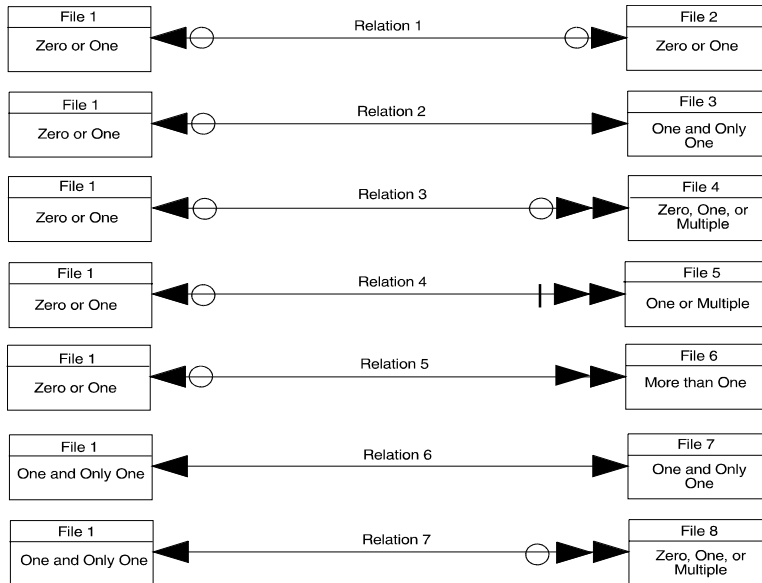 File 1
Zero or One
Relation 1
File 2
Zero or One
File 1
Zero or One
Relation 2
File 3
One and Only
One
File 1
Zero or One
Relation 3
File 4
Zero, One, or
Multiple
File 1
Zero or One
Relation 4
File 5
One or Multiple
File 1
Zero or One
Relation 5
File 6
More than One
File 1
One and Only One
Relation 6
File 7
One and Only
One
File 1
One and Only One
Relation 7
File 8
Zero, One, or
Multiple